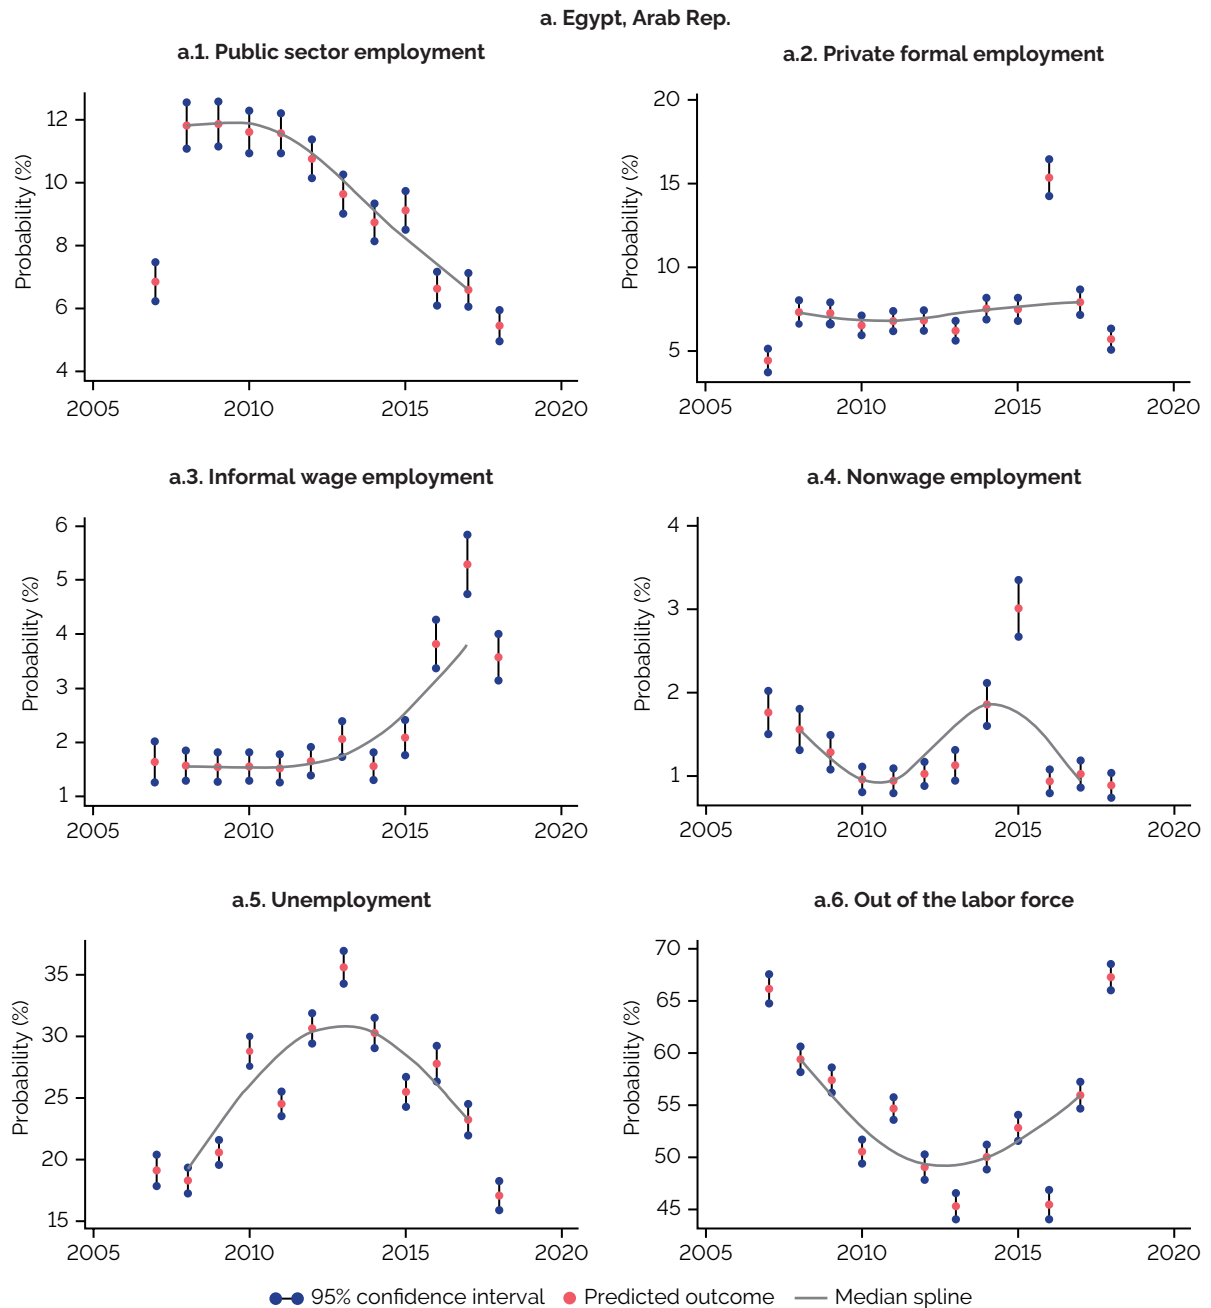 a. Egypt, Arab Rep.
a.1. Public sector employment
Probability (%)
12
10
8
6
4
2005 2010 2015 2020
a.2. Private formal employment
Probability (%)
20
15
10
5
2005 2010 2015 2020
a.3. Informal wage employment
Probability (%)
6
5
4
3
2
1
2005 2010 2015 2020
a.4. Nonwage employment
Probability (%)
4
3
2
1
2005 2010 2015 2020
a.5. Unemployment
Probability (%)
35
30
25
20
15
2005 2010 2015 2020
a.6. Out of the labor force
Probability (%)
70
65
60
55
50
45
2005 2010 2015 2020
95% confidence interval Predicted outcome Median spline